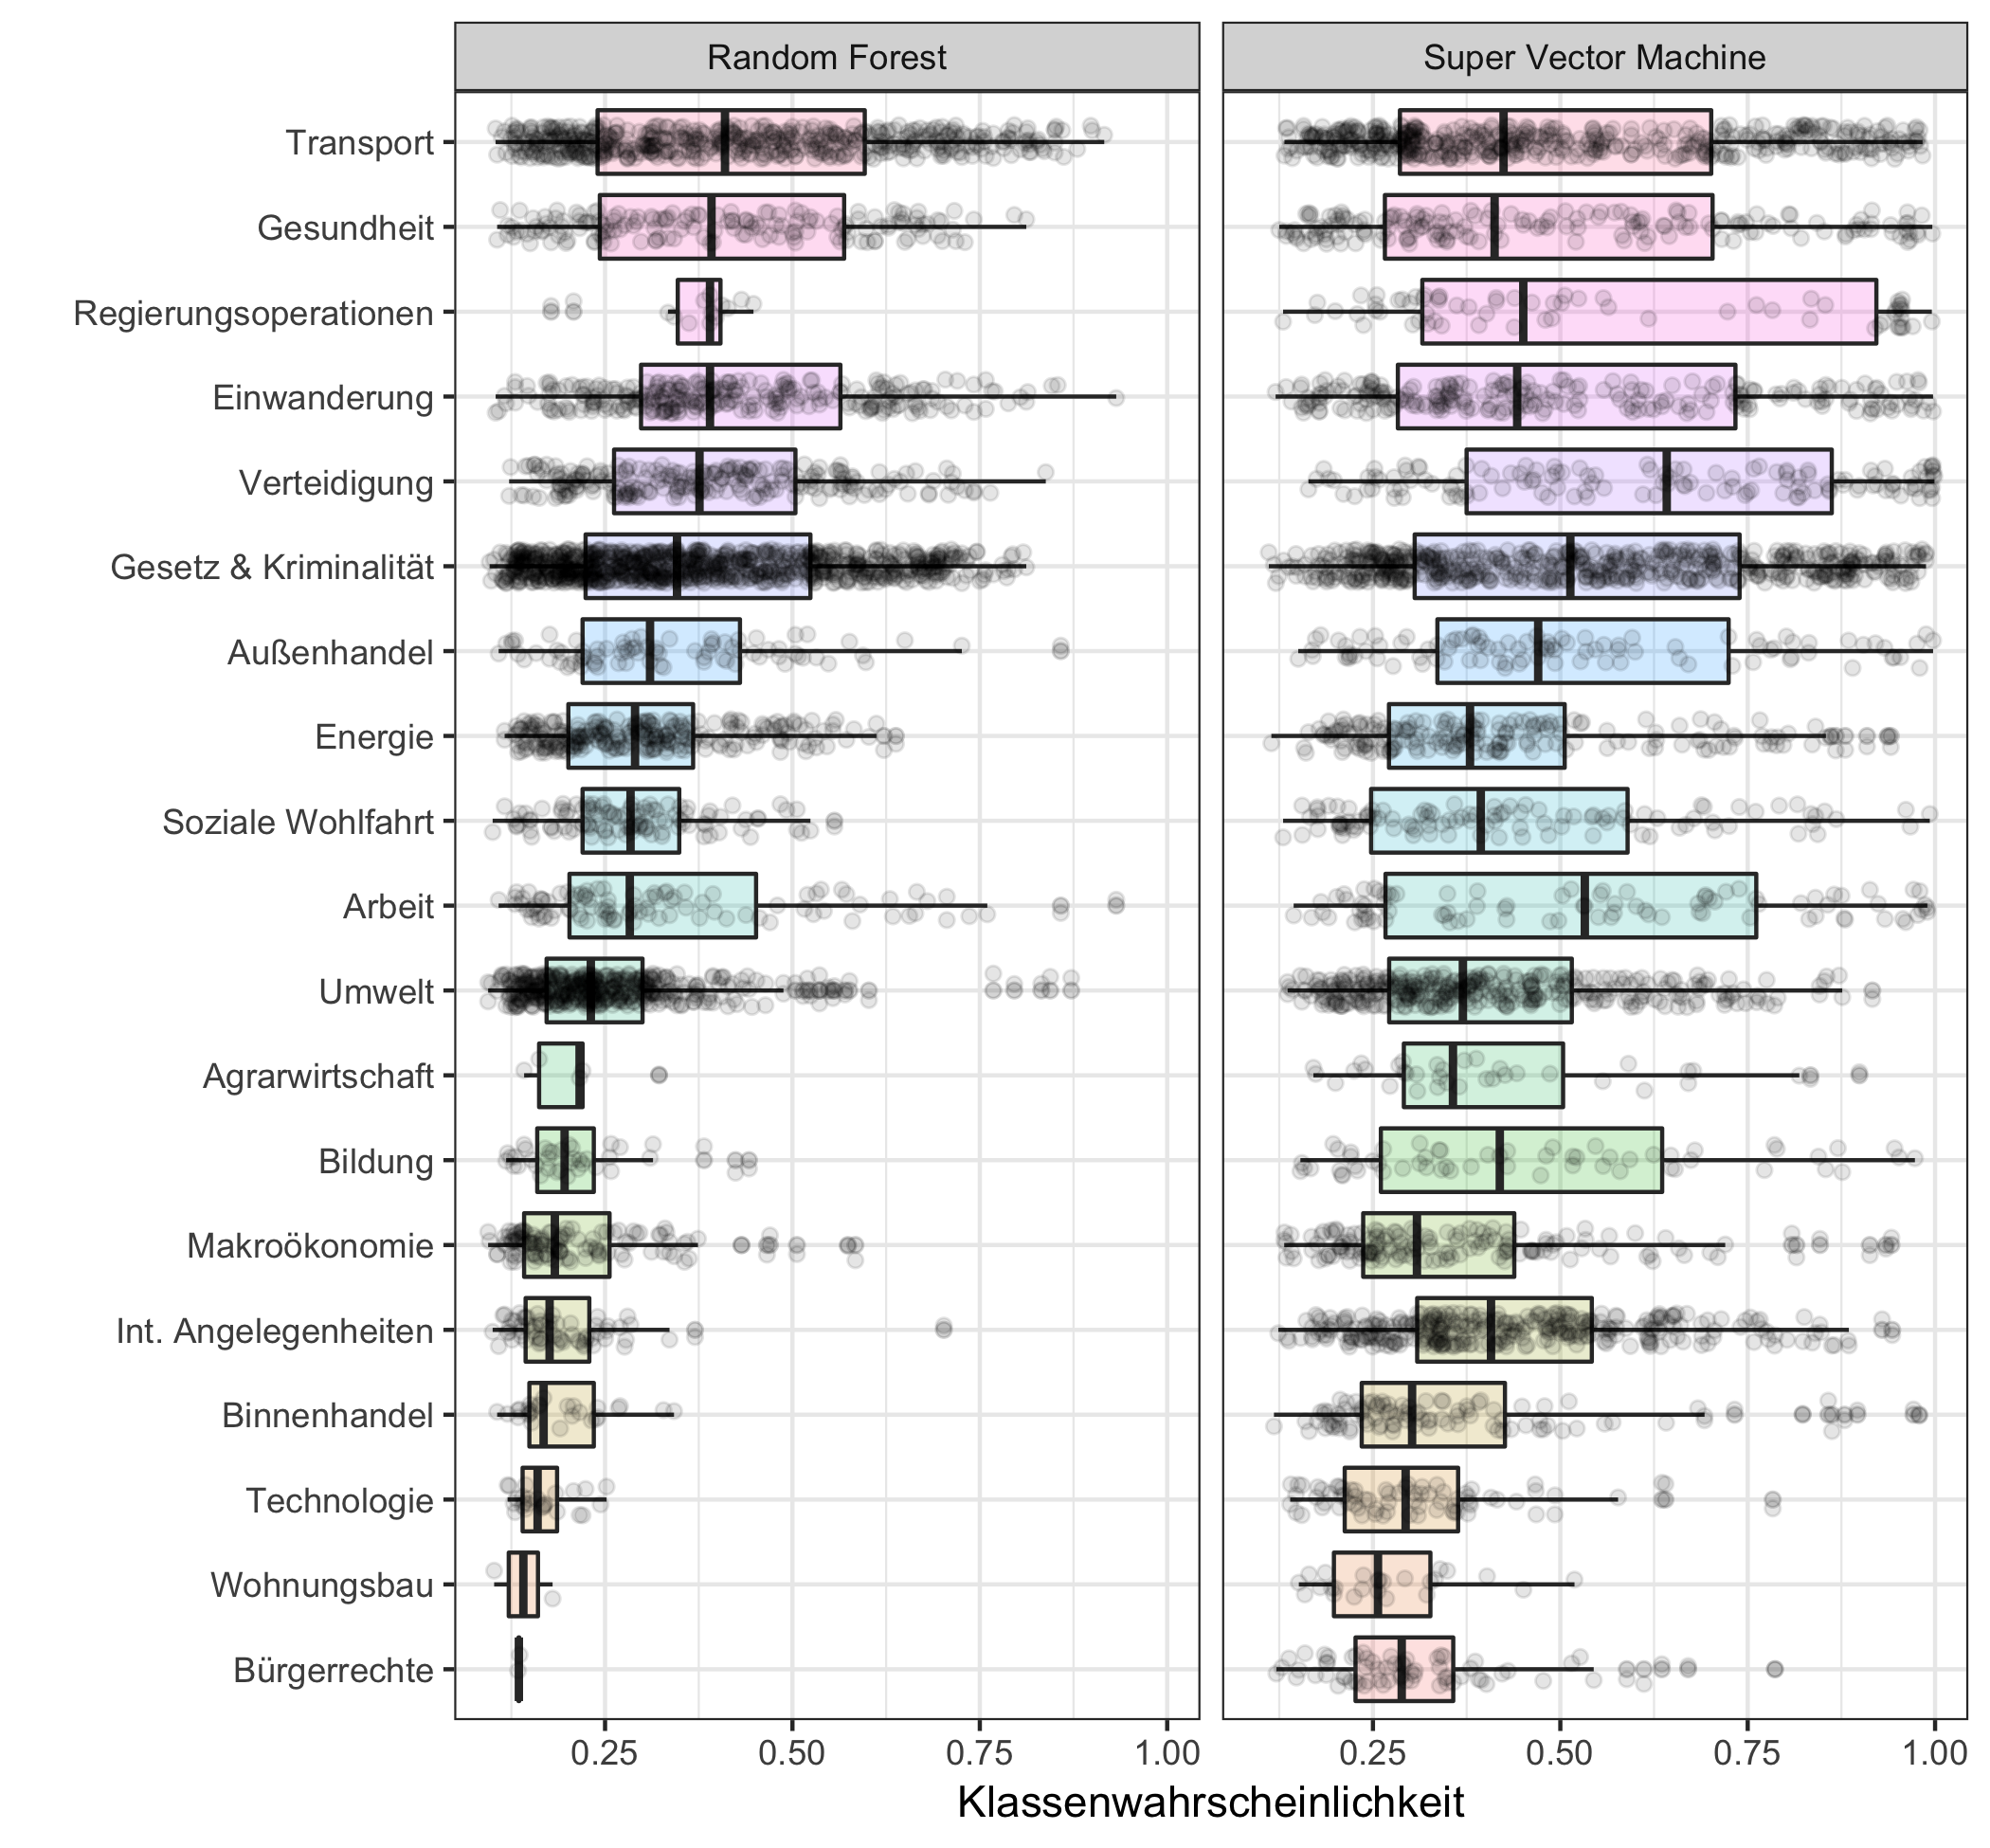 Random Forest
Super Vector Machine
Transport
Gesundheit
Regierungsoperationen
Einwanderung
Verteidigung
Gesetz & Kriminalität
Außenhandel
Energie
Soziale Wohlfahrt
Arbeit
Umwelt
Agrarwirtschaft
Bildung
Makroökonomie
Int. Angelegenheiten
Binnenhandel
Technologie
Wohnungsbau
Bürgerrechte
0.25 0.50 0.75 1.00
0.25 0.50 0.75 1.00
Klassenwahrscheinlichkeit